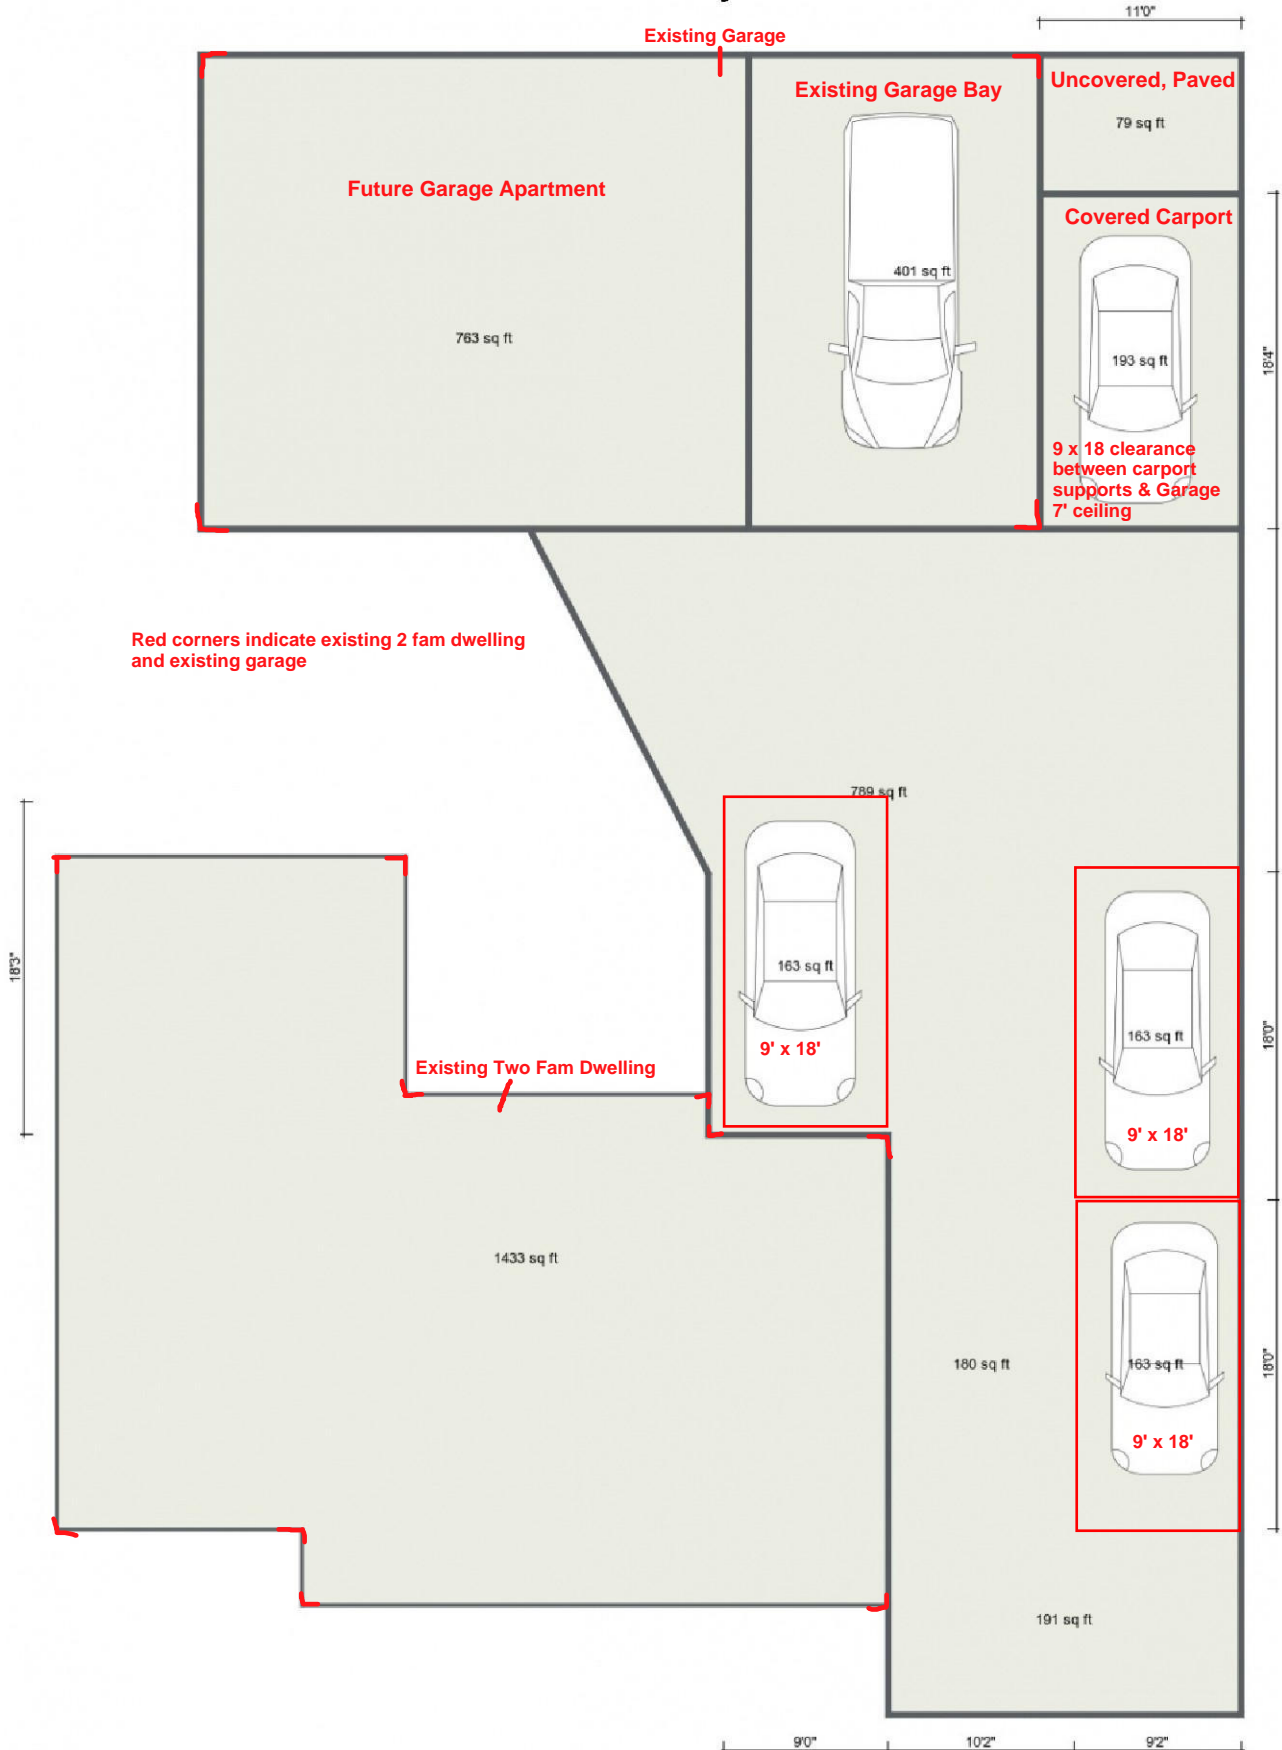 11'0"
Existing Garage
Existing Garage Bay
Uncovered, Paved
79 sq ft
Future Garage Apartment
Covered Carport
401 sq ft
763 sq ft
193 sq ft
18'4"
9 x 18 clearance
between carport
supports & Garage
7' ceiling
Red corners indicate existing 2 fam dwelling
and existing garage
789 sq ft
163 sq ft
18'3"
9' x 18'
163 sq ft
18'0"
Existing Two Fam Dwelling
9' x 18'
1433 sq ft
180 sq ft
163 sq ft
18'0"
9' x 18'
191 sq ft
9'0"
10'2"
9'2"